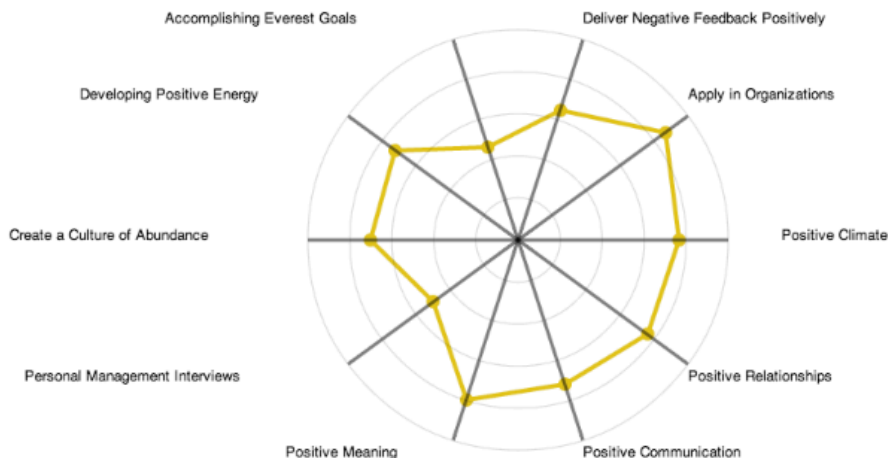 Accomplishing Everest Goals
Deliver Negative Feedback Positively
Developing Positive Energy
Apply in Organizations
Create a Culture of Abundance
Positive Climate
Personal Management Interviews
Positive Relationships
Positive Meaning
Positive Communication